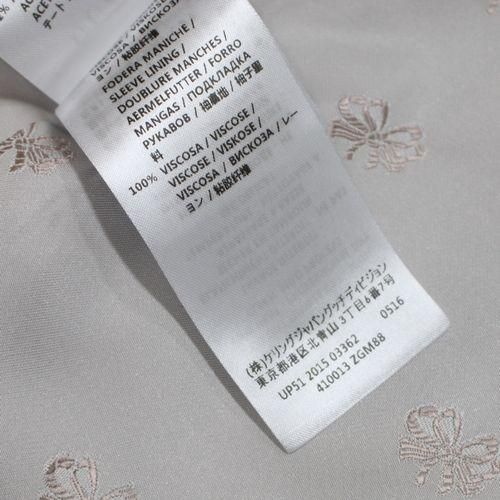 ヨン / 粘胶纤维
FODERA MANICHE /
SLEEVE LINING /
DOUBLURE MANCHES /
AERMELFUTTER / FORRO
MANGAS / ПОДКЛАДКА
РУКАВОВ / 袖裏地 / 袖子里
料
100% VISCOSA / VISCOSE /
VISCOSE / VISKOSE /
VISCOSA / ВИСКОЗА / レー
ヨン / 粘胶纤维
(株)ケリングジャパングッチディビジョン
東京都港区北青山3丁目6番7号
UP51 2015 03362 0516
410013 ZGM88